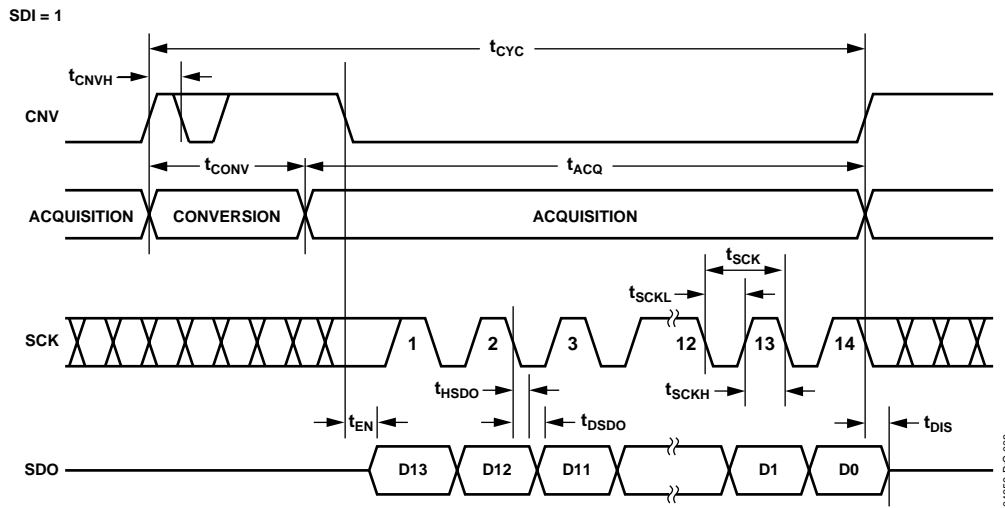 SDI = 1
tCYC
tCNVH
CNV
tCONV
tACQ
ACQUISITION
CONVERSION
ACQUISITION
tSCK
tSCKL
SCK
1
2
3
12
13
14
tHSDO
tSCKH
tEN
tDSDO
tDIS
SDO
D13
D12
D11
D1
D0